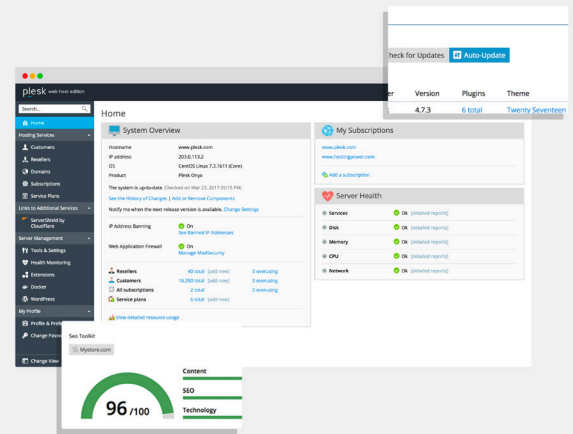 Check for Updates Auto-Update
Version Plugins Theme
4.7.3 6 total Twenty Seventeen
plesk web host edition
Search...
Home
Hosting Services
Customers
Resellers
Domains
Subscriptions
Service Plans
Links to Additional Services
ServerShield by
CloudFlare
Server Management
Tools & Settings
Health Monitoring
Extensions
Docker
WordPress
My Profile
Profile & Prefe
Change Passw
Change View
Home
System Overview
Hostname www.plesk.com
IP address 203.0.113.2
OS CentOS Linux 7.3.1611 (Core)
Product Plesk Onyx
The system is up-to-date. Checked on Mar 23, 2017 05:15 PM.
See the History of Changes | Add or Remove Components
Notify me when the next release version is available. Change Settings
IP Address Banning On
See Banned IP Addresses
Web Application Firewall On
Manage ModSecurity
Resellers 40 total [add new] 0 overusing
Customers 16,950 total [add new] 0 overusing
All subscriptions 2 total 0 overusing
Service plans 6 total [add new]
View detailed resource usage
My Subscriptions
www.plesk.com
www.hostingpower.com
Add a subscription
Server Health
Services Ok [detailed reports]
Disk Ok [detailed reports]
Memory Ok [detailed reports]
CPU Ok [detailed reports]
Network Ok [detailed reports]
Seo Toolkit
Mystore.com
96 /100
Content
SEO
Technology